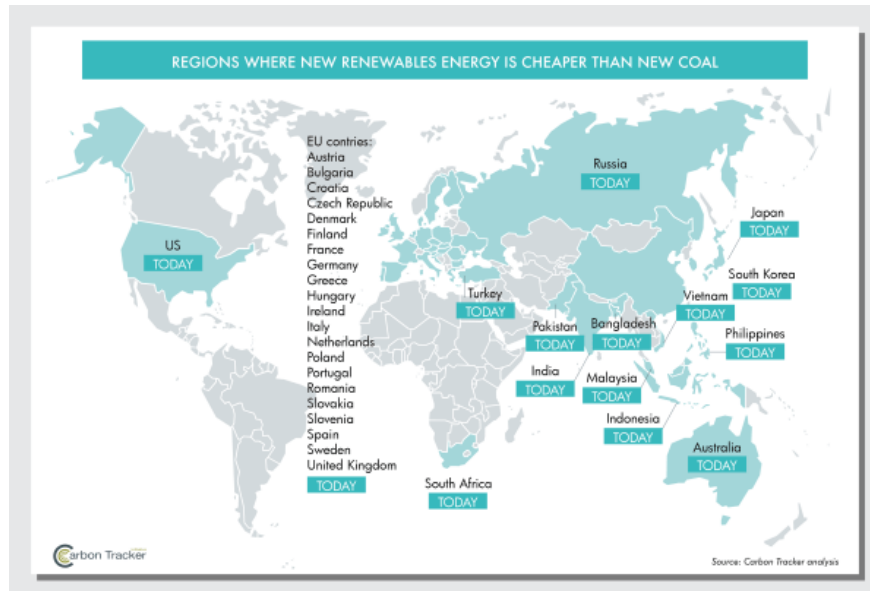 REGIONS WHERE NEW RENEWABLES ENERGY IS CHEAPER THAN NEW COAL
EU contries:
Austria
Bulgaria
Croatia
Czech Republic
Denmark
Finland
France
Germany
Greece
Hungary
Ireland
Italy
Netherlands
Poland
Portugal
Romania
Slovakia
Slovenia
Spain
Sweden
United Kingdom
TODAY
US
TODAY
Russia
TODAY
Japan
TODAY
South Korea
TODAY
Turkey
TODAY
Vietnam
TODAY
Pakistan
TODAY
Bangladesh
TODAY
Philippines
TODAY
India
TODAY
Malaysia
TODAY
Indonesia
TODAY
Australia
TODAY
South Africa
TODAY
Carbon Tracker
Source: Carbon Tracker analysis